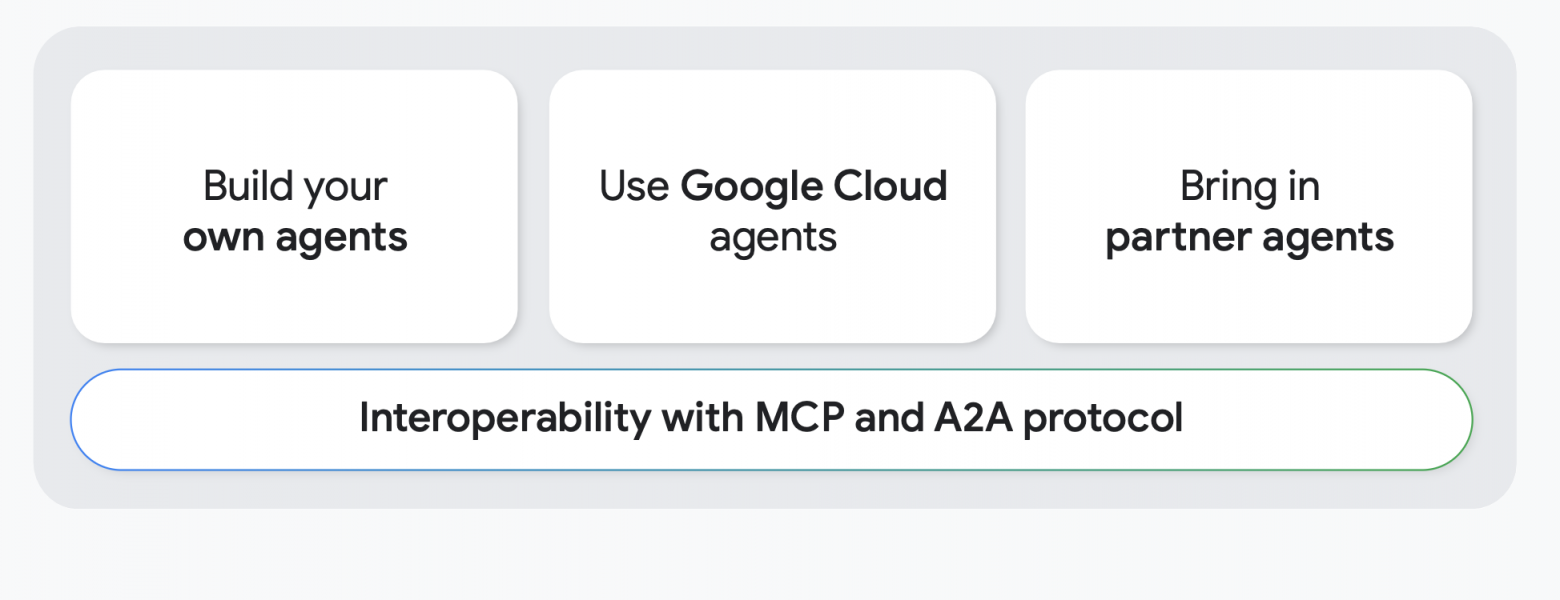 Build your
own agents
Use Google Cloud
agents
Bring in
partner agents
Interoperability with MCP and A2A protocol